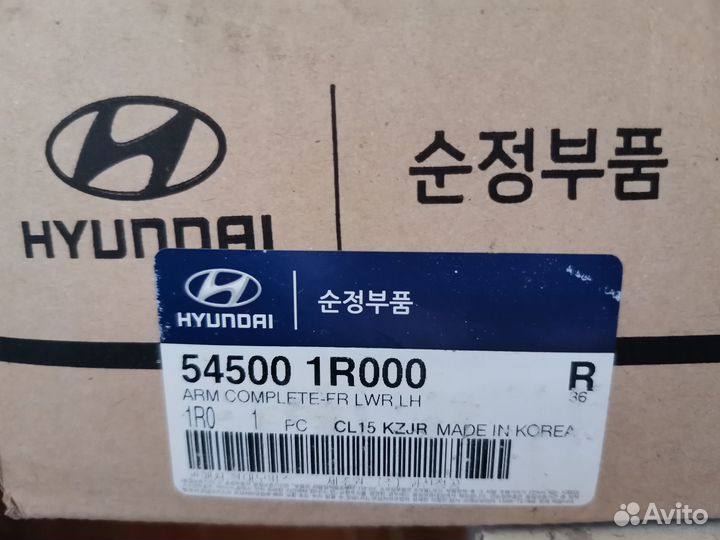 HYUNDAI
순정부품
HYUNDAI
순정부품
54500 1R000
R
ARM COMPLETE-FR LWR,LH
36
1R0 1 PC CL15 KZJR MADE IN KOREA
Avito